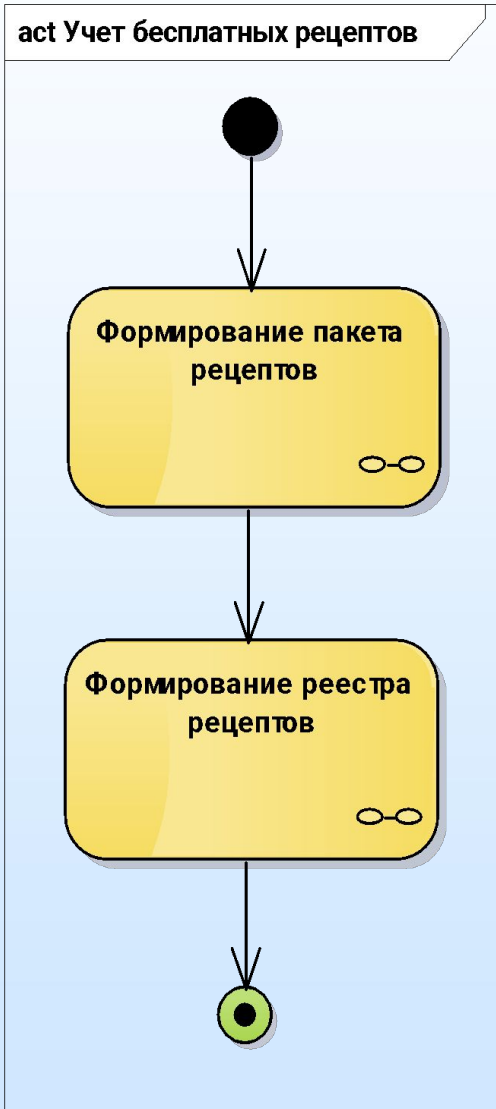 act Учет бесплатных рецептов
Формирование пакета
рецептов
Формирование реестра
рецептов